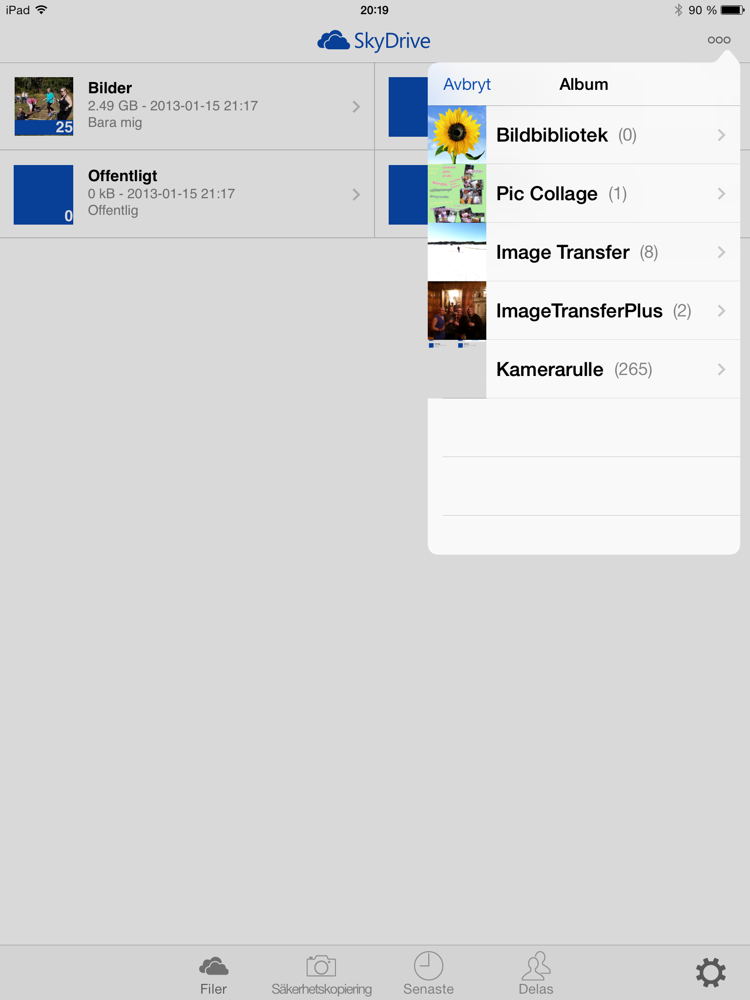 iPad
20:19
90 %
SkyDrive
Bilder
2.49 GB - 2013-01-15 21:17
Bara mig
25
Offentligt
0 kB - 2013-01-15 21:17
Offentlig
0
Avbryt
Album
Bildbibliotek (0)
Pic Collage (1)
Image Transfer (8)
ImageTransferPlus (2)
Kamerarulle (265)
Filer
Säkerhetskopiering
Senaste
Delas